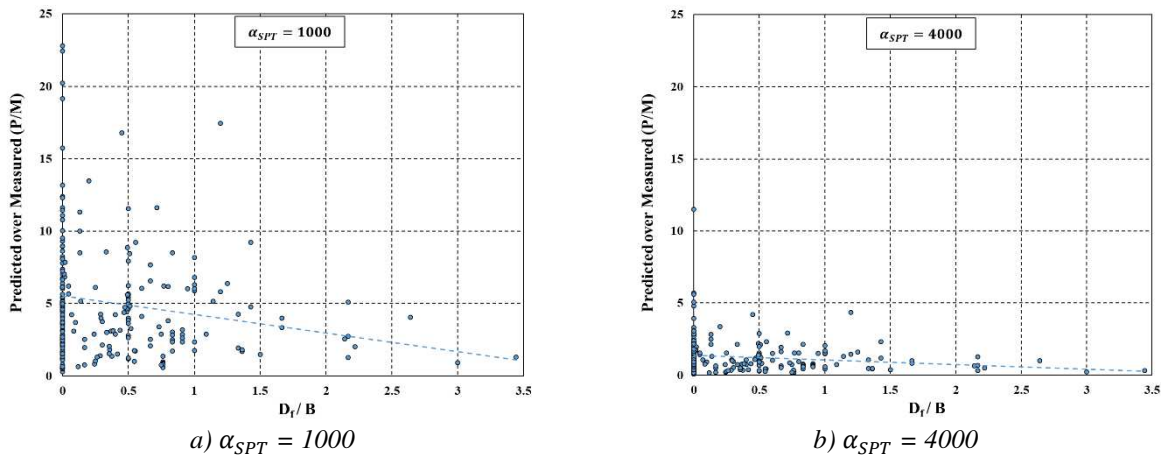 25
20
15
10
5
0
Predicted over Measured (P/M)
α_SPT = 1000
0 0.5 1 1.5 2 2.5 3 3.5
D_f / B
a) α_SPT = 1000
25
20
15
10
5
0
Predicted over Measured (P/M)
α_SPT = 4000
0 0.5 1 1.5 2 2.5 3 3.5
D_f / B
b) α_SPT = 4000